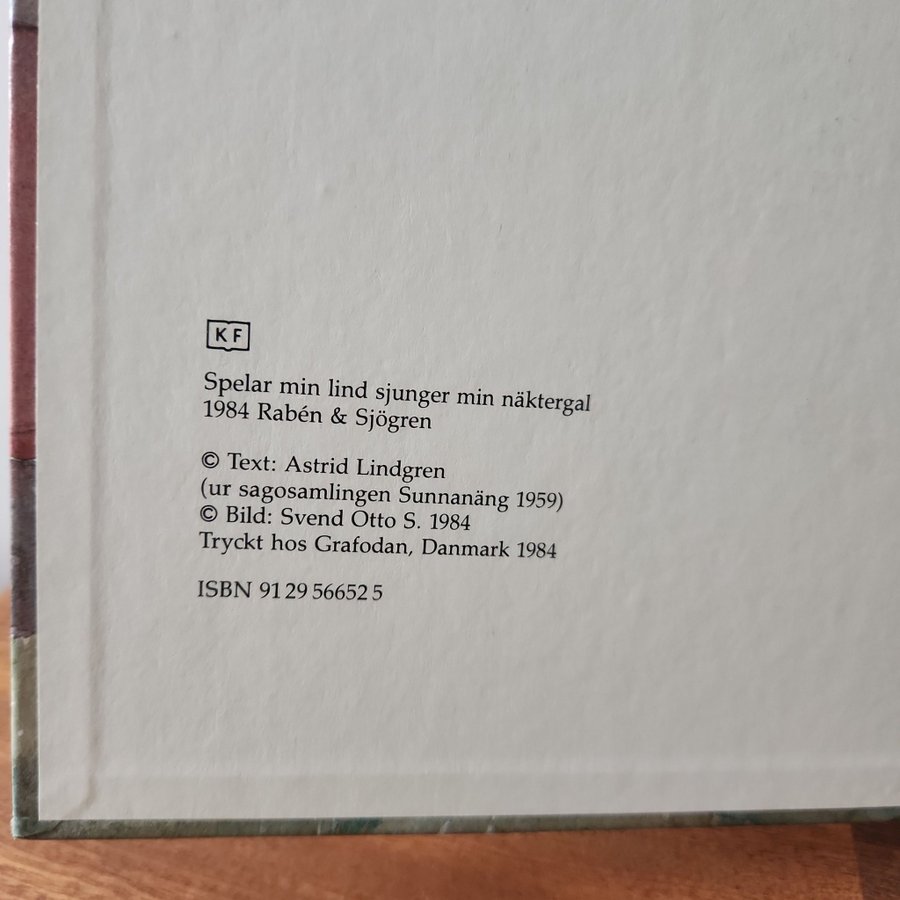 KF
Spelar min lind sjunger min näktergal
1984 Rabén & Sjögren
© Text: Astrid Lindgren
(ur sagosamlingen Sunnanäng 1959)
© Bild: Svend Otto S. 1984
Tryckt hos Grafodan, Danmark 1984
ISBN 91 29 56652 5